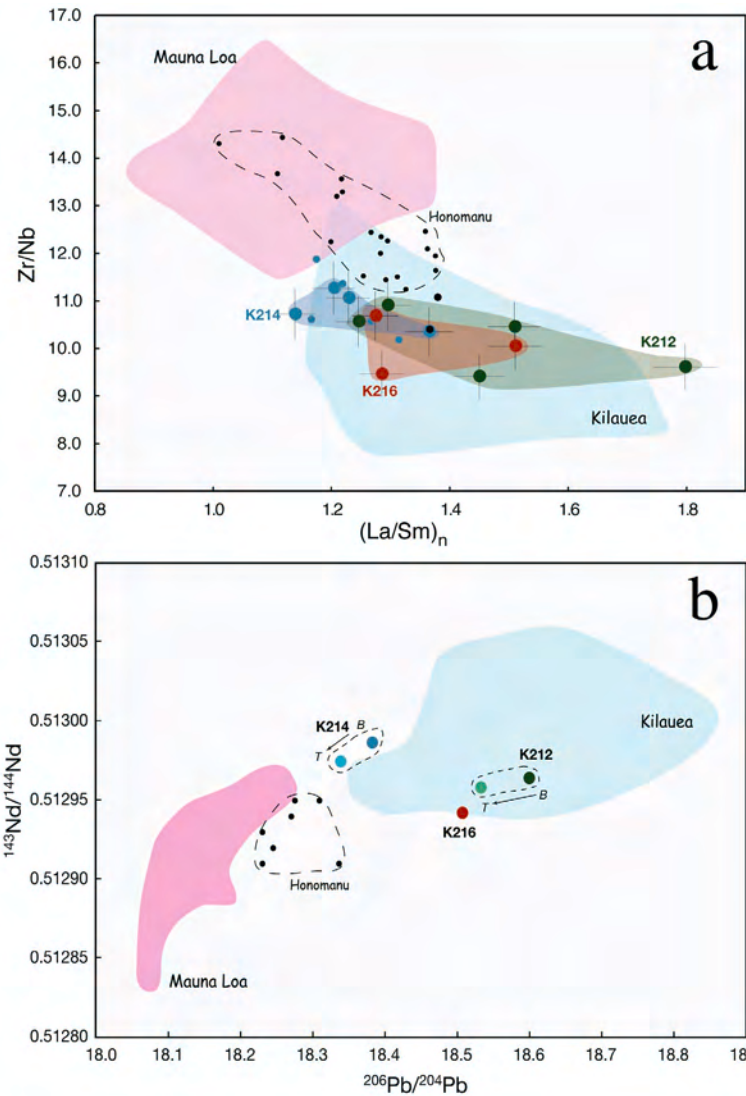 a
17.0
16.0
15.0
14.0
13.0
12.0
11.0
10.0
9.0
8.0
7.0
Zr/Nb
Mauna Loa
Honomanu
K214
K212
K216
Kilauea
0.8
1.0
1.2
1.4
1.6
1.8
(La/Sm)n
b
0.51310
0.51305
0.51300
0.51295
0.51290
0.51285
0.51280
143Nd/144Nd
K214
B
T
Kilauea
K212
T
B
K216
Honomanu
Mauna Loa
18.0
18.1
18.2
18.3
18.4
18.5
18.6
18.7
18.8
206Pb/204Pb